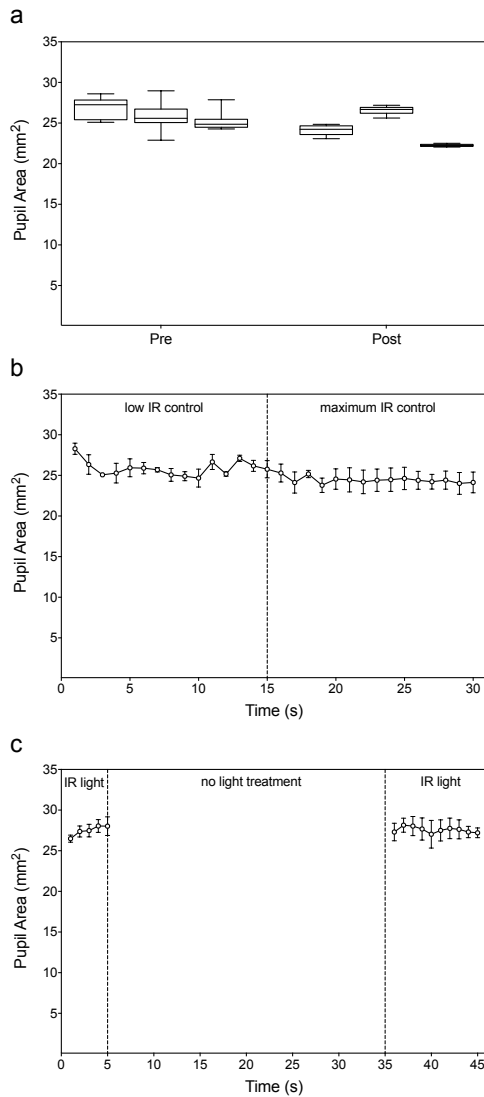 a
35
30
25
20
15
10
5
Pupil Area (mm2)
Pre Post
b
35
30
25
20
15
10
5
Pupil Area (mm2)
low IR control maximum IR control
0 5 10 15 20 25 30
Time (s)
c
35
30
25
20
15
10
5
Pupil Area (mm2)
IR light no light treatment IR light
0 5 10 15 20 25 30 35 40 45
Time (s)